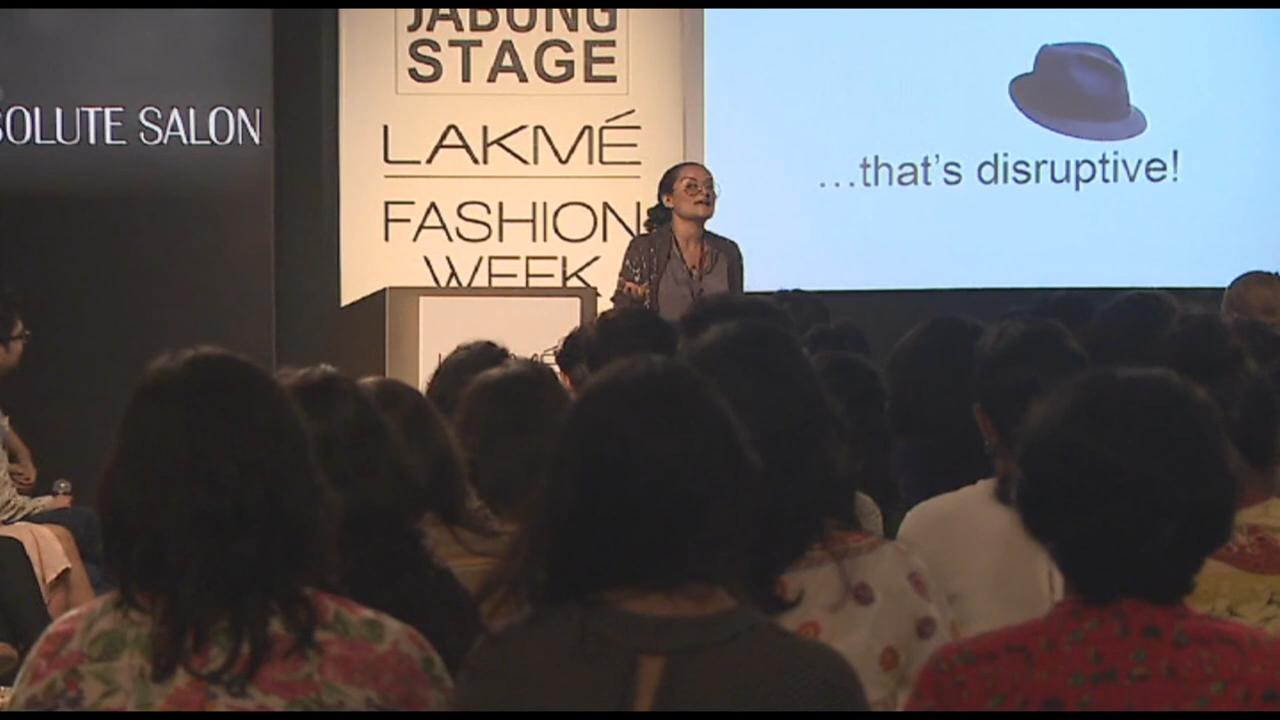 SOLUTE SALON
JABONG
STAGE
LAKMÉ
FASHION
WEEK
...that's disruptive!